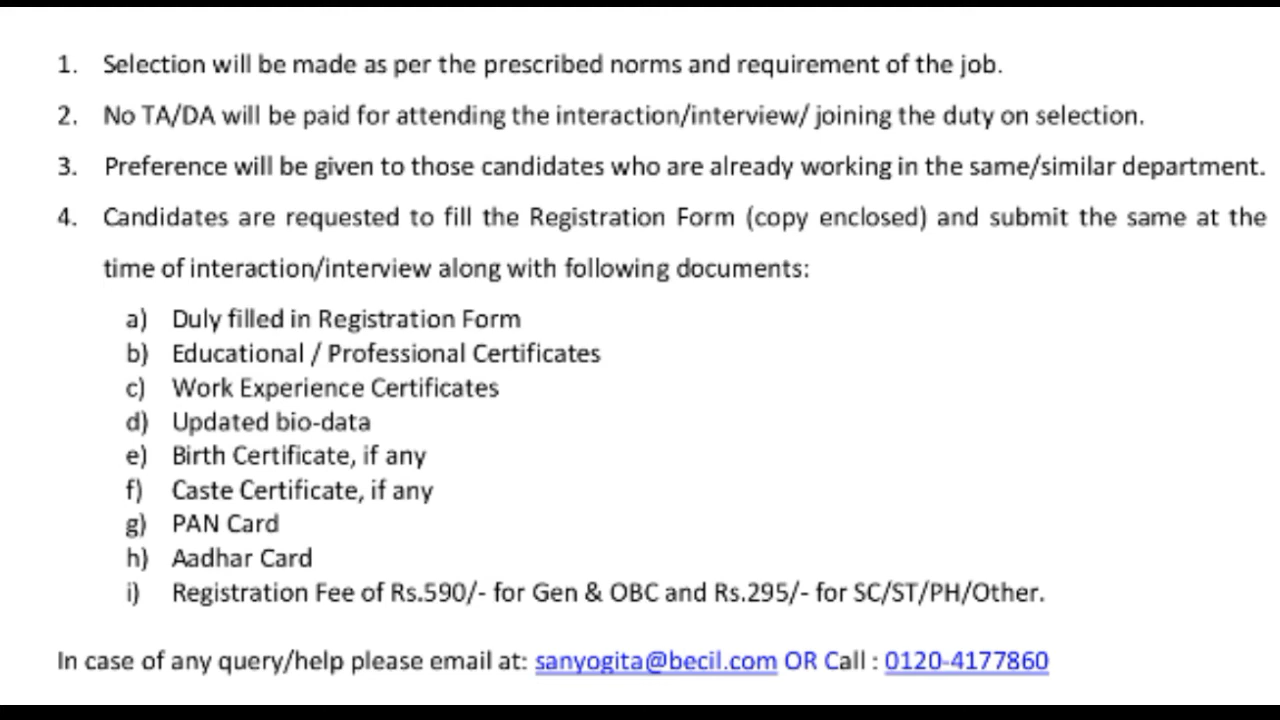 1. Selection will be made as per the prescribed norms and requirement of the job.
2. No TA/DA will be paid for attending the interaction/interview/ joining the duty on selection.
3. Preference will be given to those candidates who are already working in the same/similar department.
4. Candidates are requested to fill the Registration Form (copy enclosed) and submit the same at the
time of interaction/interview along with following documents:
a) Duly filled in Registration Form
b) Educational / Professional Certificates
c) Work Experience Certificates
d) Updated bio-data
e) Birth Certificate, if any
f) Caste Certificate, if any
g) PAN Card
h) Aadhar Card
i) Registration Fee of Rs.590/- for Gen & OBC and Rs.295/- for SC/ST/PH/Other.
In case of any query/help please email at: sanyogita@becil.com OR Call : 0120-4177860